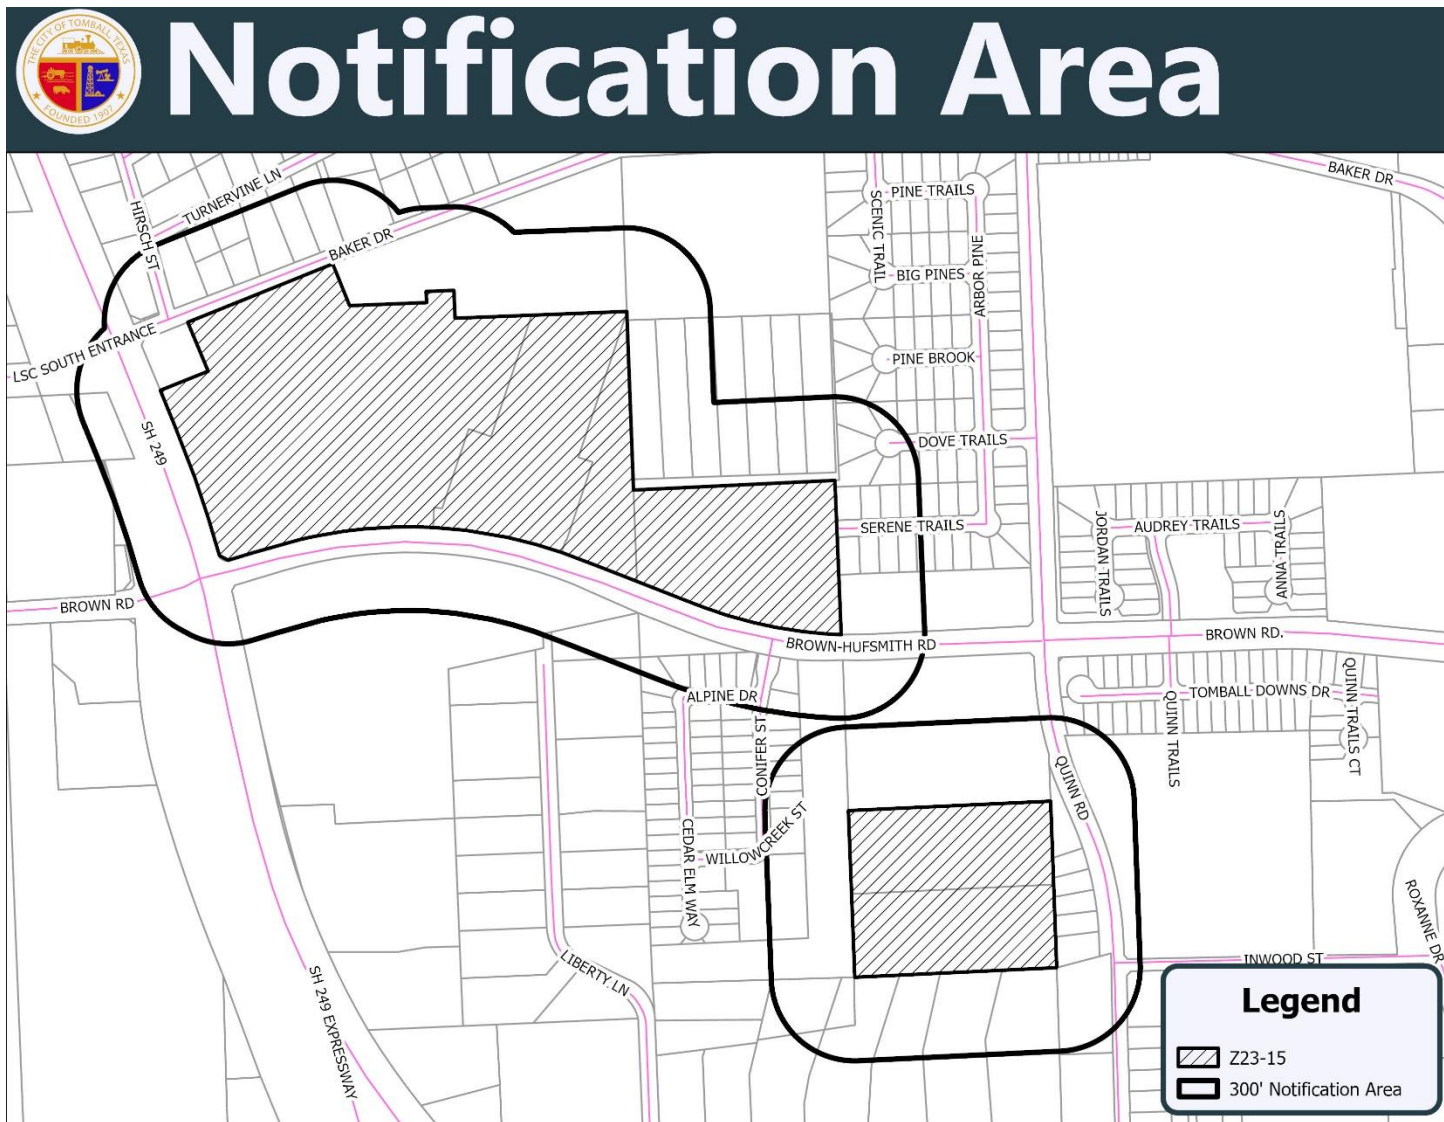 Notification Area
THE CITY OF TOMBALL, TEXAS
FOUNDED 1907
BAKER DR
TURNERVINE LN
HIRSCH ST
PINE TRAILS
SCENIC TRAIL
BAKER DR
ARBOR PINE
BIG PINES
LSC SOUTH ENTRANCE
PINE BROOK
SH 249
DOVE TRAILS
SERENE TRAILS
JORDAN TRAILS
AUDREY TRAILS
ANNA TRAILS
BROWN RD
BROWN-HUFSMITH RD
BROWN RD.
ALPINE DR
TOMBALL DOWNS DR
QUINN TRAILS
QUINN TRAILS CT
CONIFER ST
QUINN RD
CEDAR ELM WAY
WILLOWCREEK ST
ROXANNE DR
LIBERTY LN
INWOOD ST
SH 249 EXPRESSWAY
Legend
Z23-15
300' Notification Area